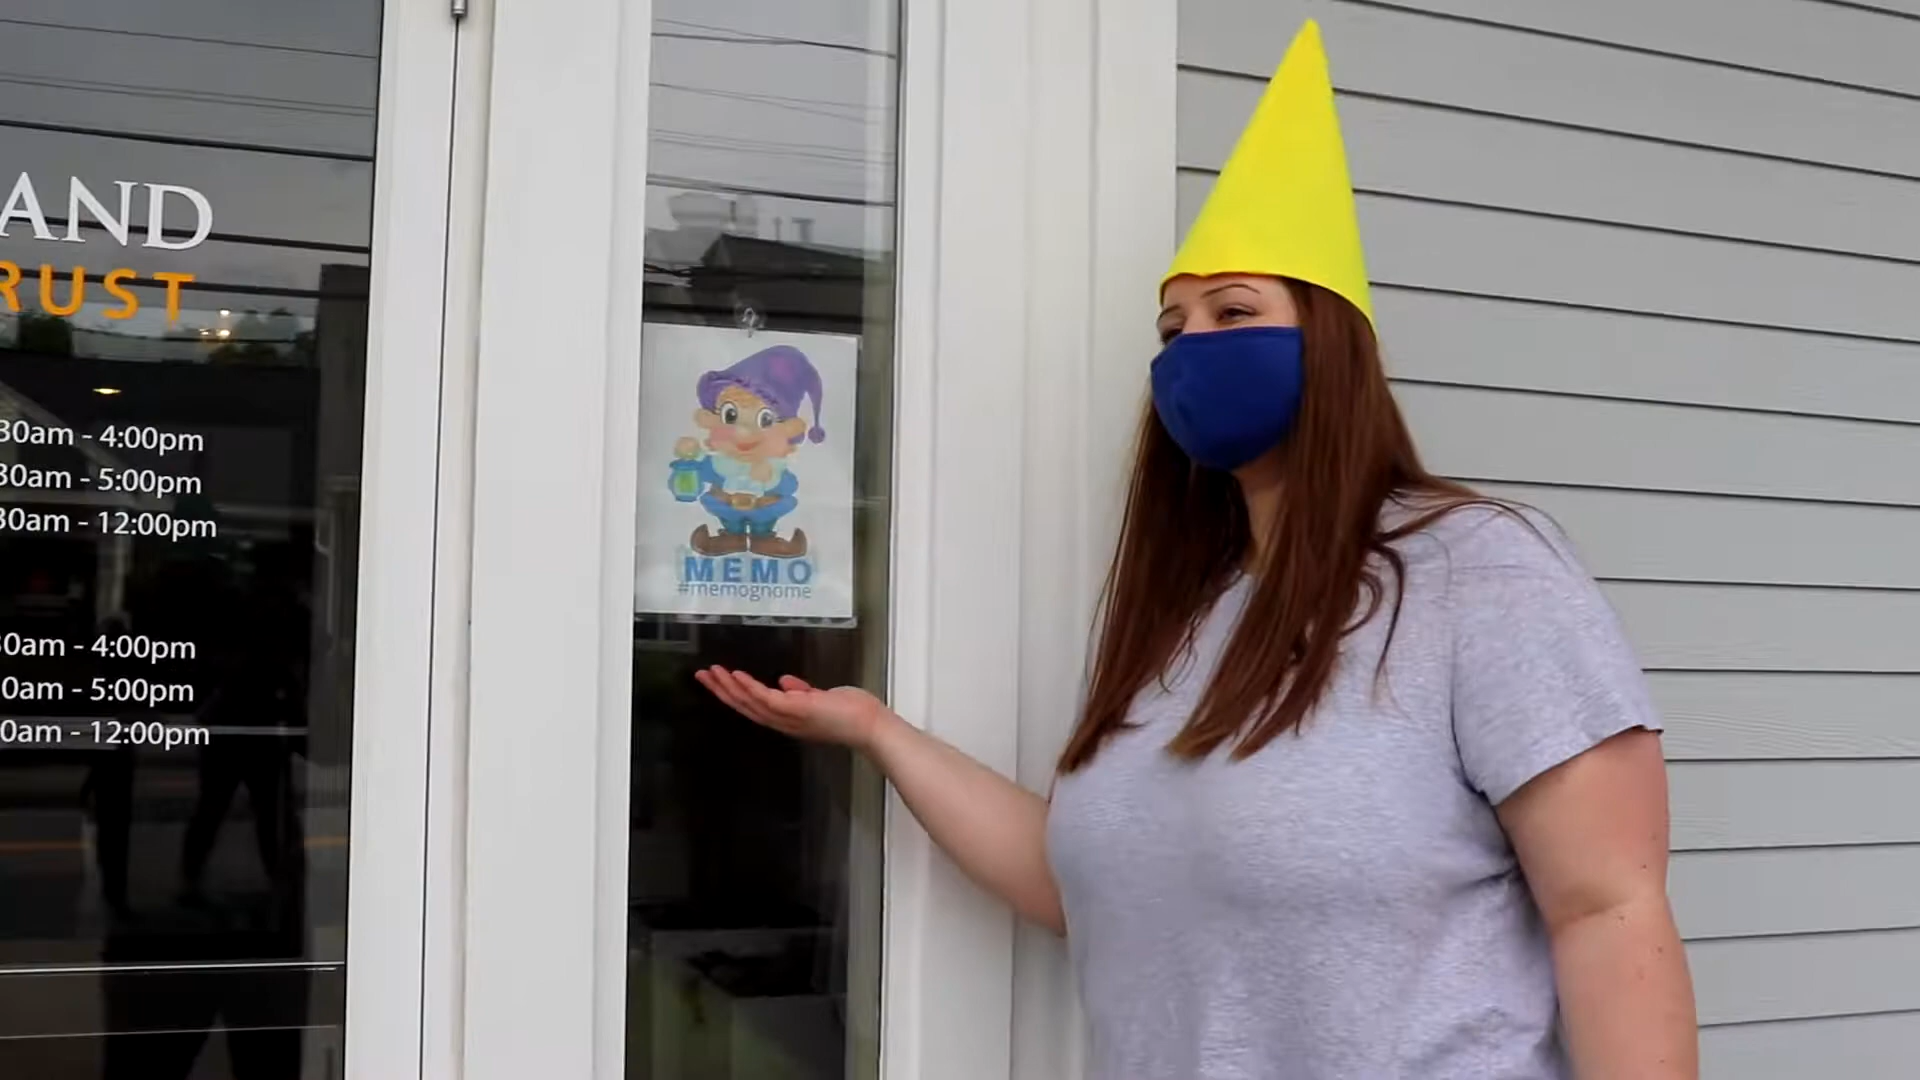 AND
RUST
30am - 4:00pm
30am - 5:00pm
30am - 12:00pm
0am - 4:00pm
0am - 5:00pm
0am - 12:00pm
MEMO
#memognome